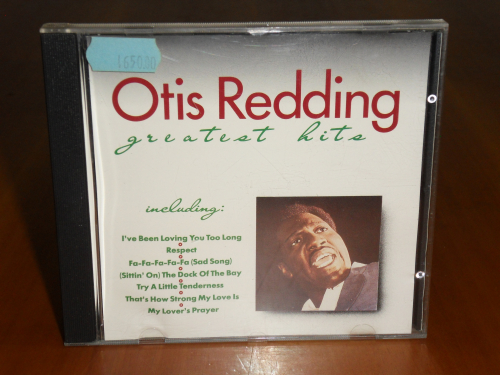 1650.00
Otis Redding
greatest hits
including:
I've Been Loving You Too Long
Respect
Fa-Fa-Fa-Fa-Fa (Sad Song)
(Sittin' On) The Dock Of The Bay
Try A Little Tenderness
That's How Strong My Love Is
My Lover's Prayer